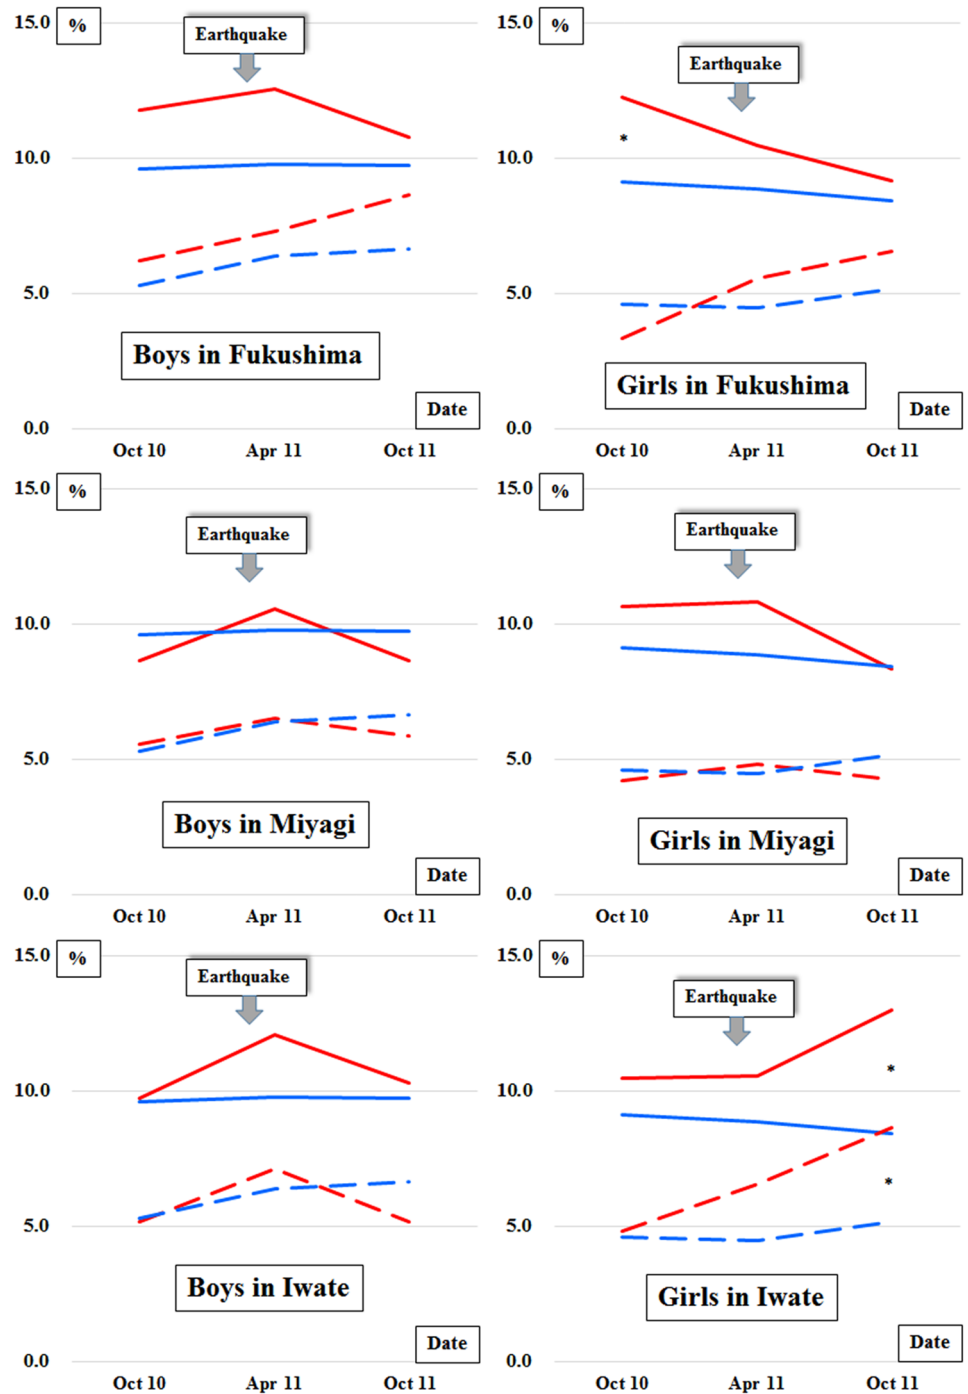 15.0 % Earthquake
10.0
5.0
Boys in Fukushima
Date
0.0
Oct 10 Apr 11 Oct 11
15.0 % Earthquake
*
10.0
5.0
Girls in Fukushima
Date
0.0
Oct 10 Apr 11 Oct 11
15.0 %
Earthquake
10.0
5.0
Boys in Miyagi
Date
0.0
Oct 10 Apr 11 Oct 11
15.0 %
Earthquake
10.0
5.0
Girls in Miyagi
Date
0.0
Oct 10 Apr 11 Oct 11
15.0 %
Earthquake
10.0
5.0
Boys in Iwate
Date
0.0
Oct 10 Apr 11 Oct 11
15.0 %
Earthquake
*
10.0
*
5.0
Girls in Iwate
Date
0.0
Oct 10 Apr 11 Oct 11